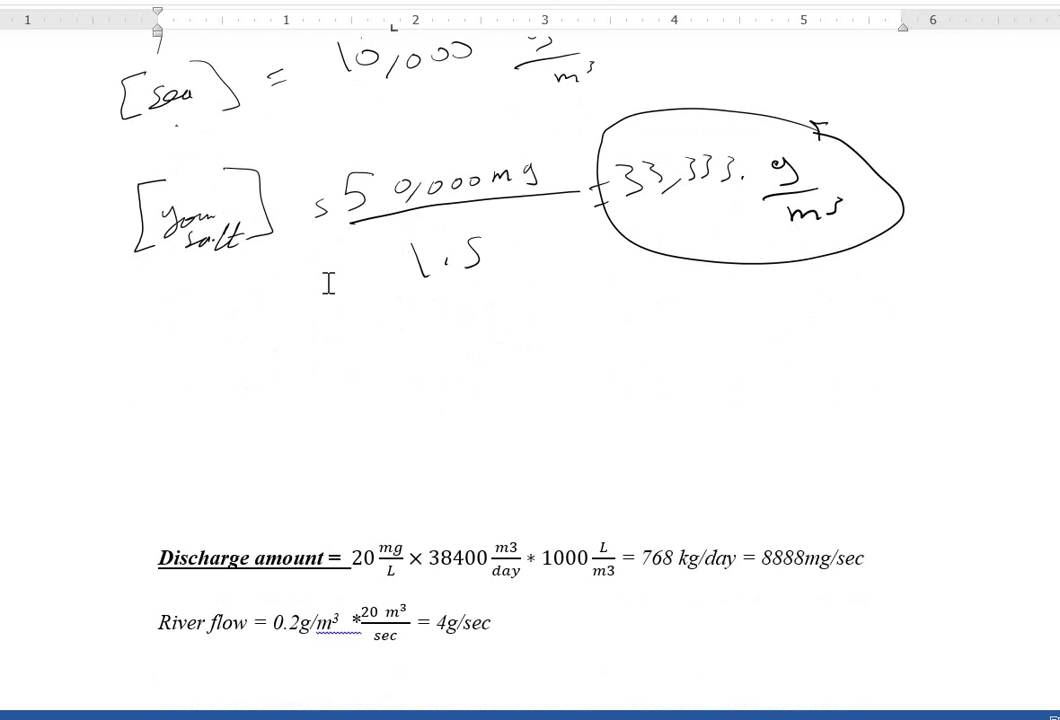 1 1 2 3 4 5 6
[sea] = 10,000 g/m³
[your salt] = 50,000mg/1.5 = 33,333. g/m³
Discharge amount = 20 mg/L × 38400 m3/day * 1000 L/m3 = 768 kg/day = 8888mg/sec
River flow = 0.2g/m³ *20 m³/sec = 4g/sec